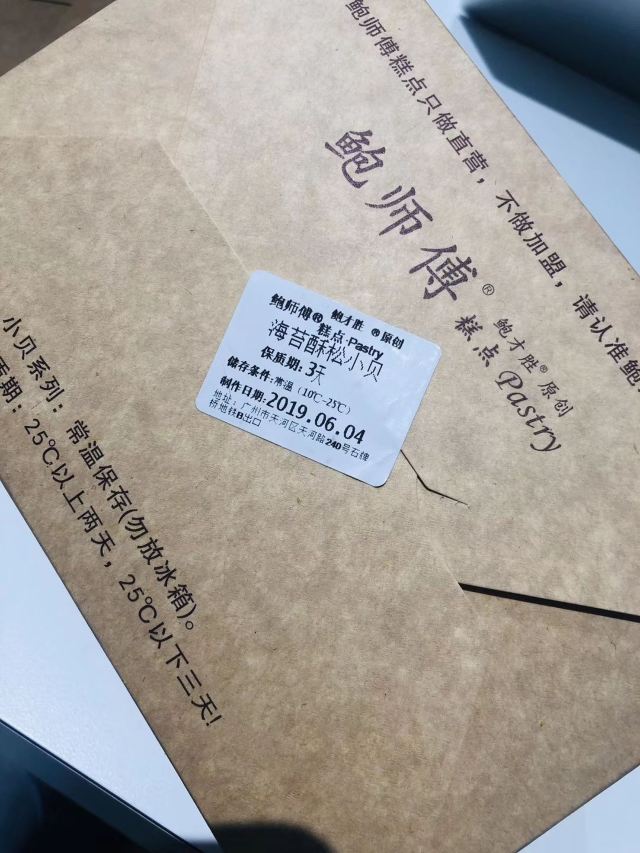 鲍师傅糕点只做直营，不做加盟，请认准鲍
鲍师傅®
鲍才胜®原创
糕点 Pastry
鲍师傅® 鲍才胜 ®原创
糕点·Pastry
海苔酥松小贝
保质期:3天
储存条件:常温（10℃-25℃）
制作日期:2019.06.04
地址：广州市天河区天河路240号石牌
桥地铁B出口
小贝系列：常温保存(勿放冰箱)。
质期：25℃以上两天，25℃以下三天!